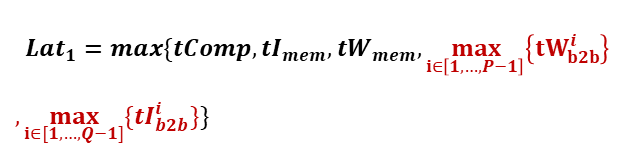 Lat₁ = max{tComp, tI_mem, tW_mem, max_{i∈[1,...,P−1]}{tW^i_b2b}
, max_{i∈[1,...,Q−1]}{tI^i_b2b}}